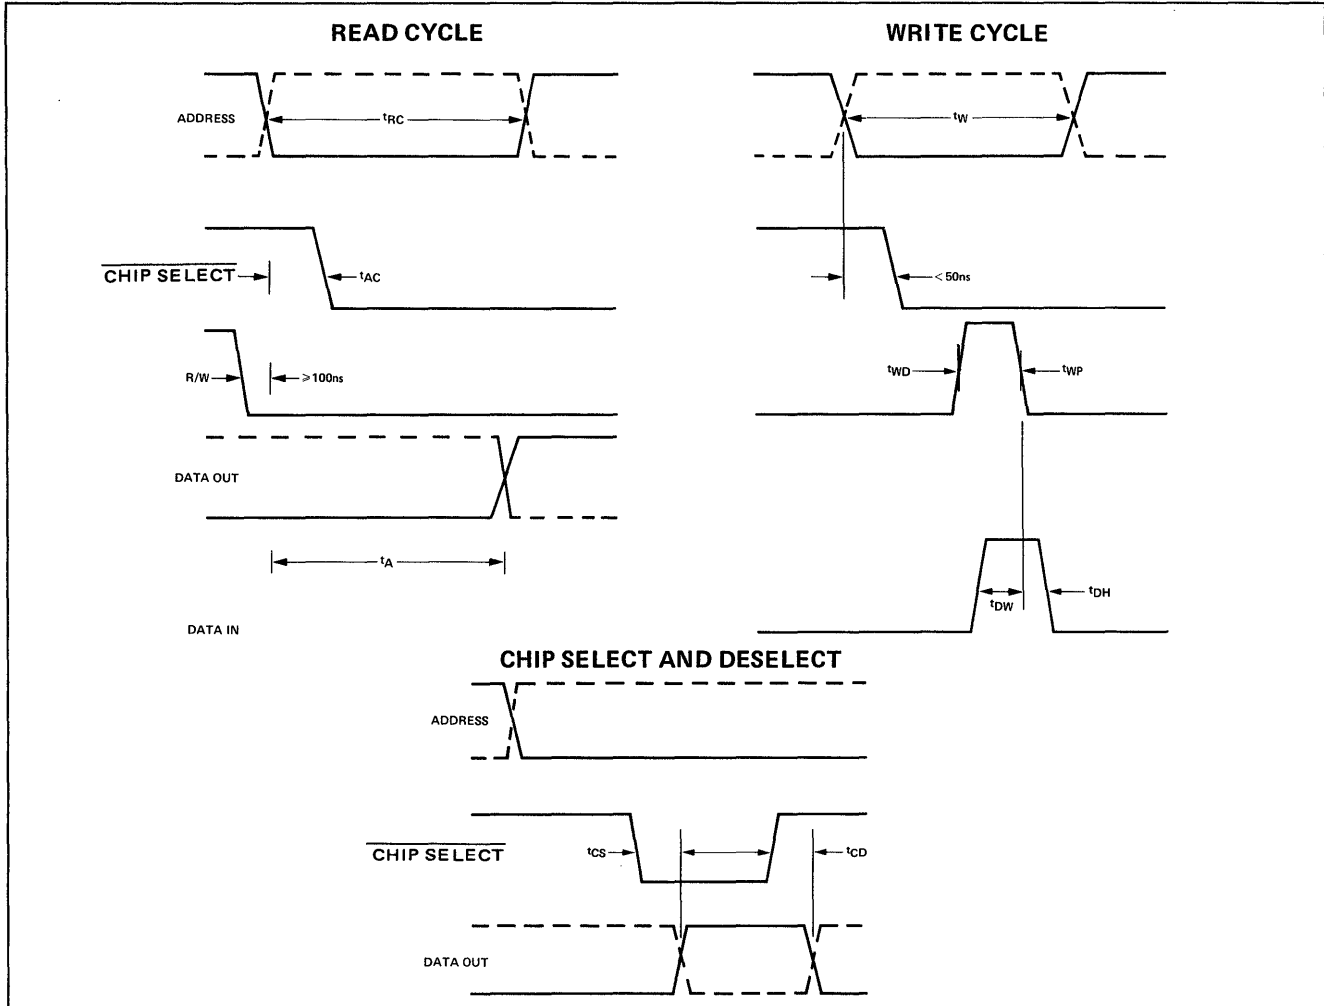 READ CYCLE
WRITE CYCLE
ADDRESS
tRC
tW
CHIP SELECT
tAC
<50ns
R/W
≥100ns
tWD
tWP
DATA OUT
tA
tDW
tDH
DATA IN
CHIP SELECT AND DESELECT
ADDRESS
CHIP SELECT
tCS
tCD
DATA OUT